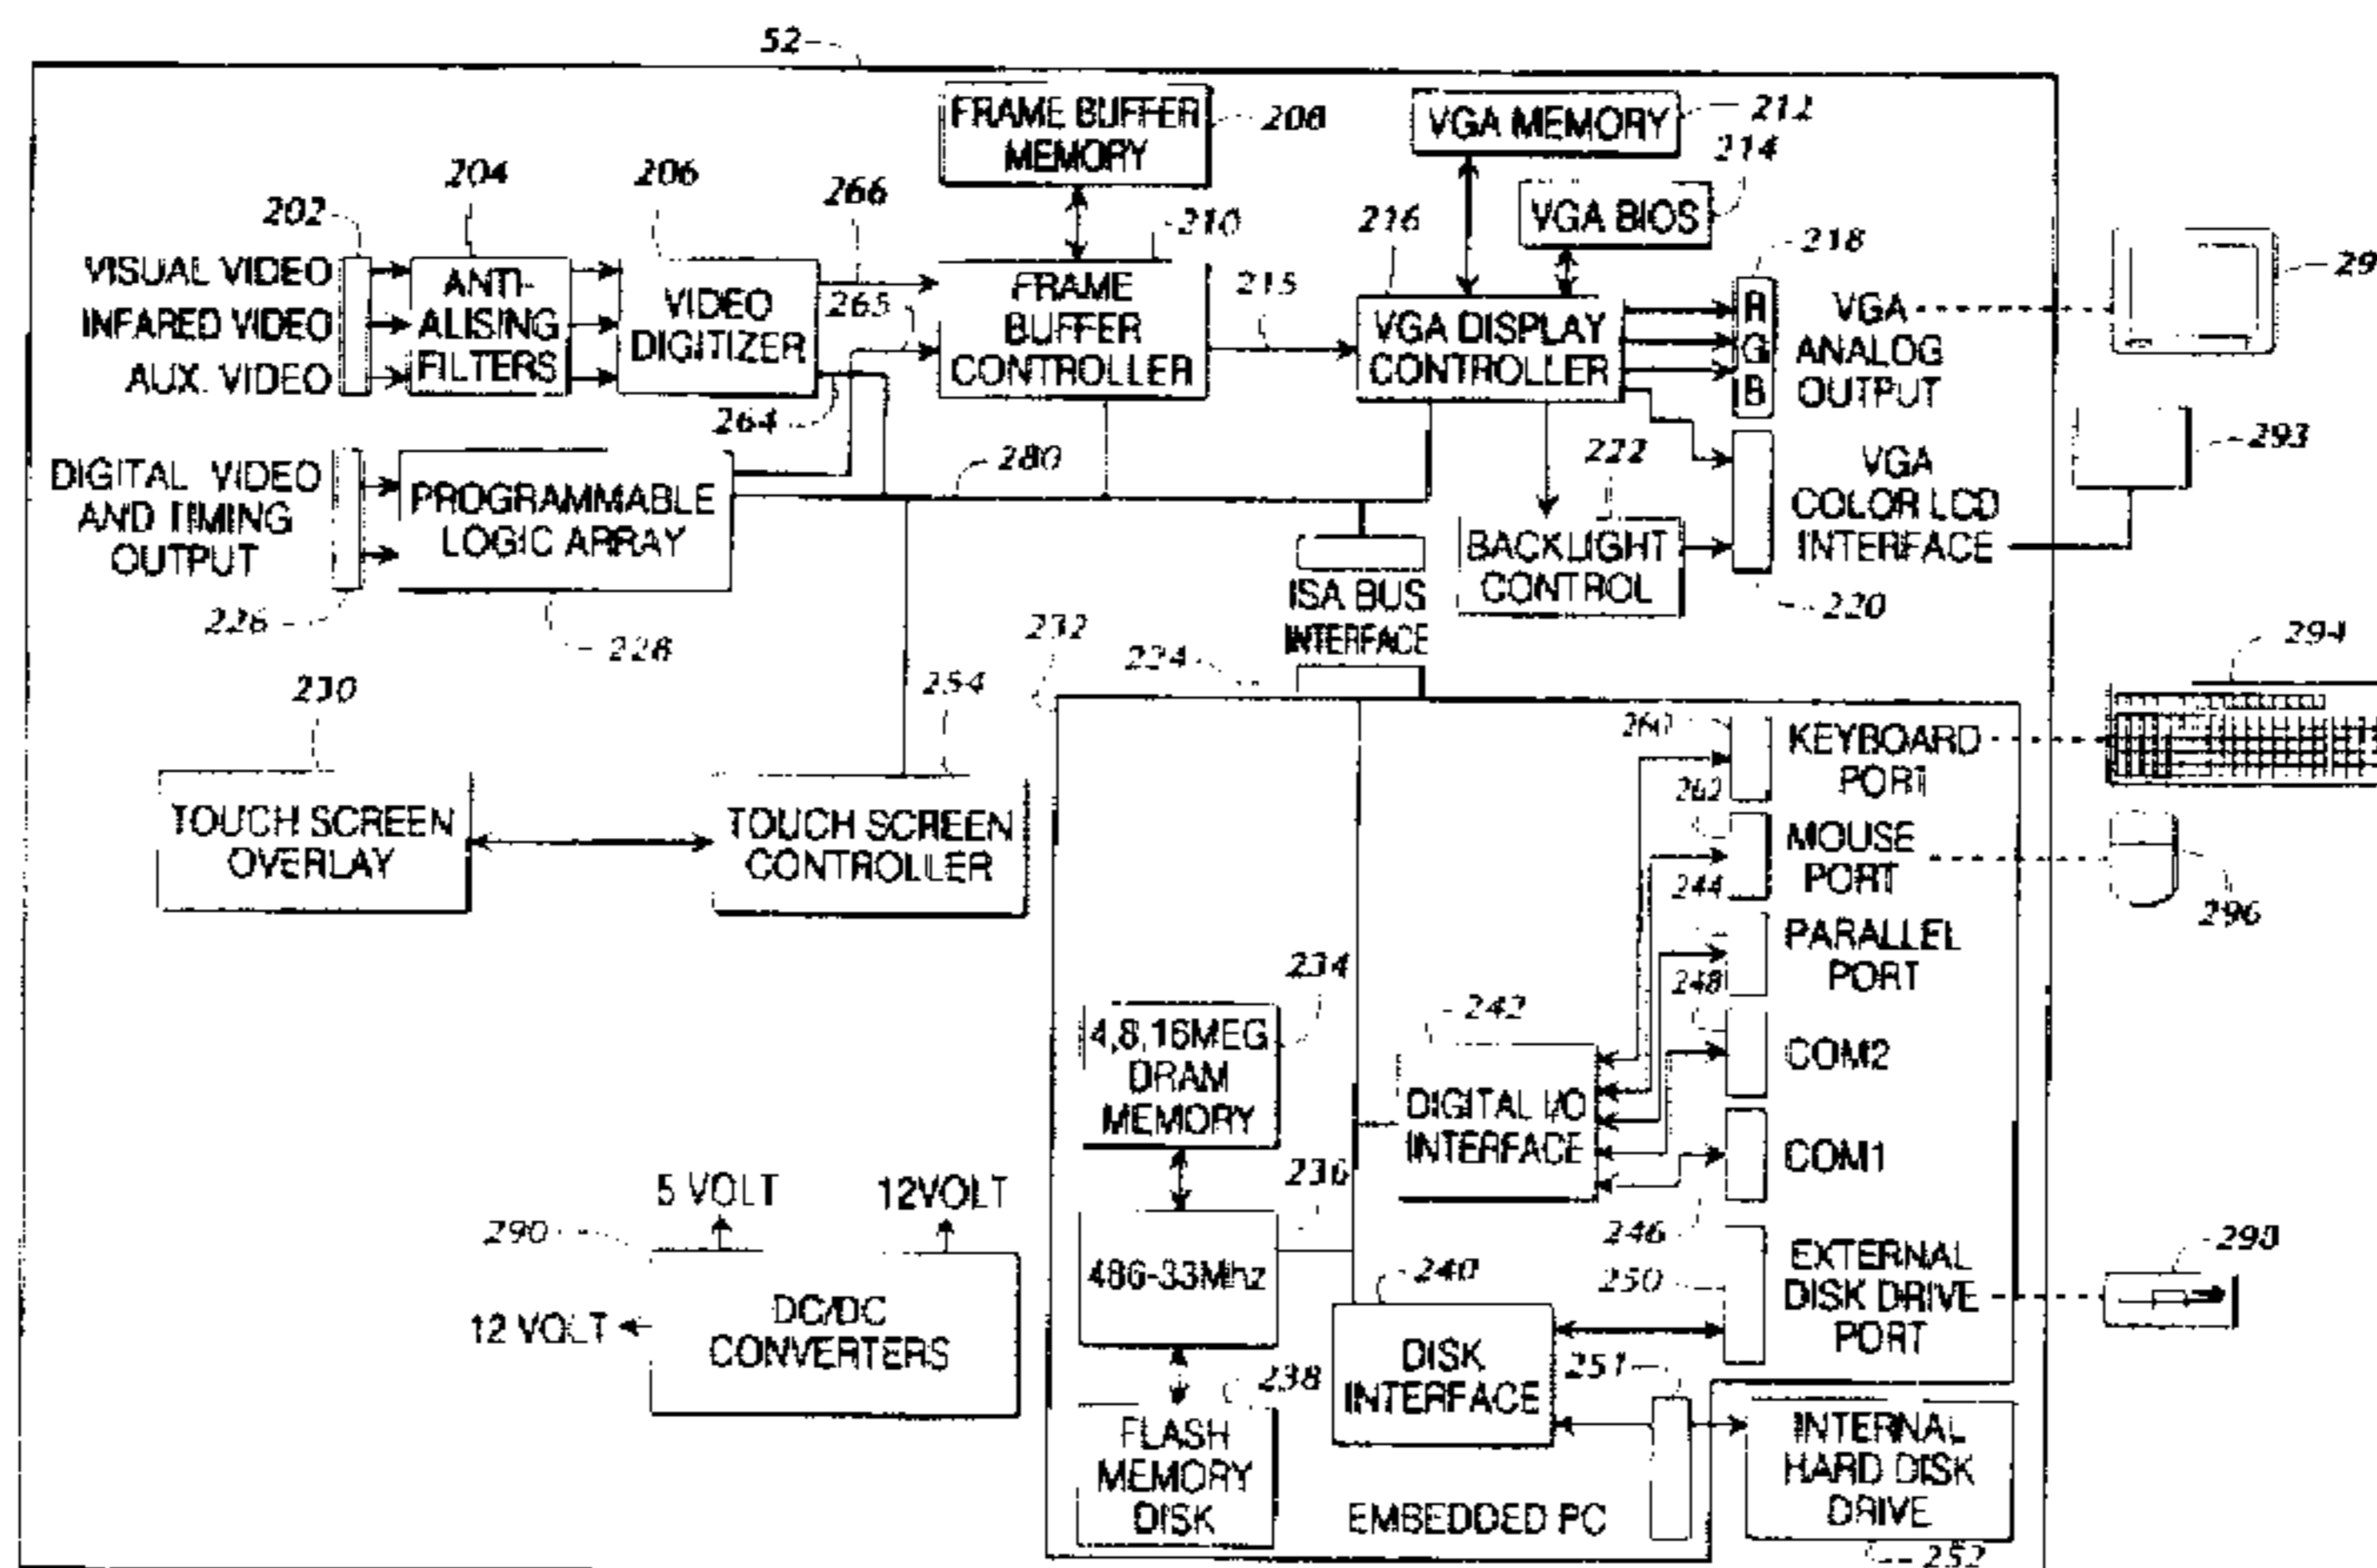 52
FRAME BUFFER
MEMORY
208
VGA MEMORY
212
VGA BIOS
214
202
204
206
266
210
216
218
VISUAL VIDEO
INFARED VIDEO
AUX. VIDEO
ANTI-
ALISING
FILTERS
VIDEO
DIGITIZER
265
264
FRAME
BUFFER
CONTROLLER
215
VGA DISPLAY
CONTROLLER
R
G
B
VGA
ANALOG
OUTPUT
29
293
DIGITAL VIDEO
AND TIMING
OUTPUT
PROGRAMMABLE
LOGIC ARRAY
280
222
BACKLIGHT
CONTROL
VGA
COLOR LCD
INTERFACE
220
226
228
ISA BUS
INTERFACE
232
224
294
230
254
TOUCH SCREEN
OVERLAY
TOUCH SCREEN
CONTROLLER
260
KEYBOARD
PORT
262
MOUSE
PORT
296
244
PARALLEL
PORT
248
COM2
COM1
246
234
4,8,16MEG
DRAM
MEMORY
242
DIGITAL I/O
INTERFACE
236
486-33Mhz
240
DISK
INTERFACE
250
EXTERNAL
DISK DRIVE
PORT
298
251
238
FLASH
MEMORY
DISK
EMBEDDED PC
INTERNAL
HARD DISK
DRIVE
252
5 VOLT
12VOLT
290
12 VOLT
DC/DC
CONVERTERS